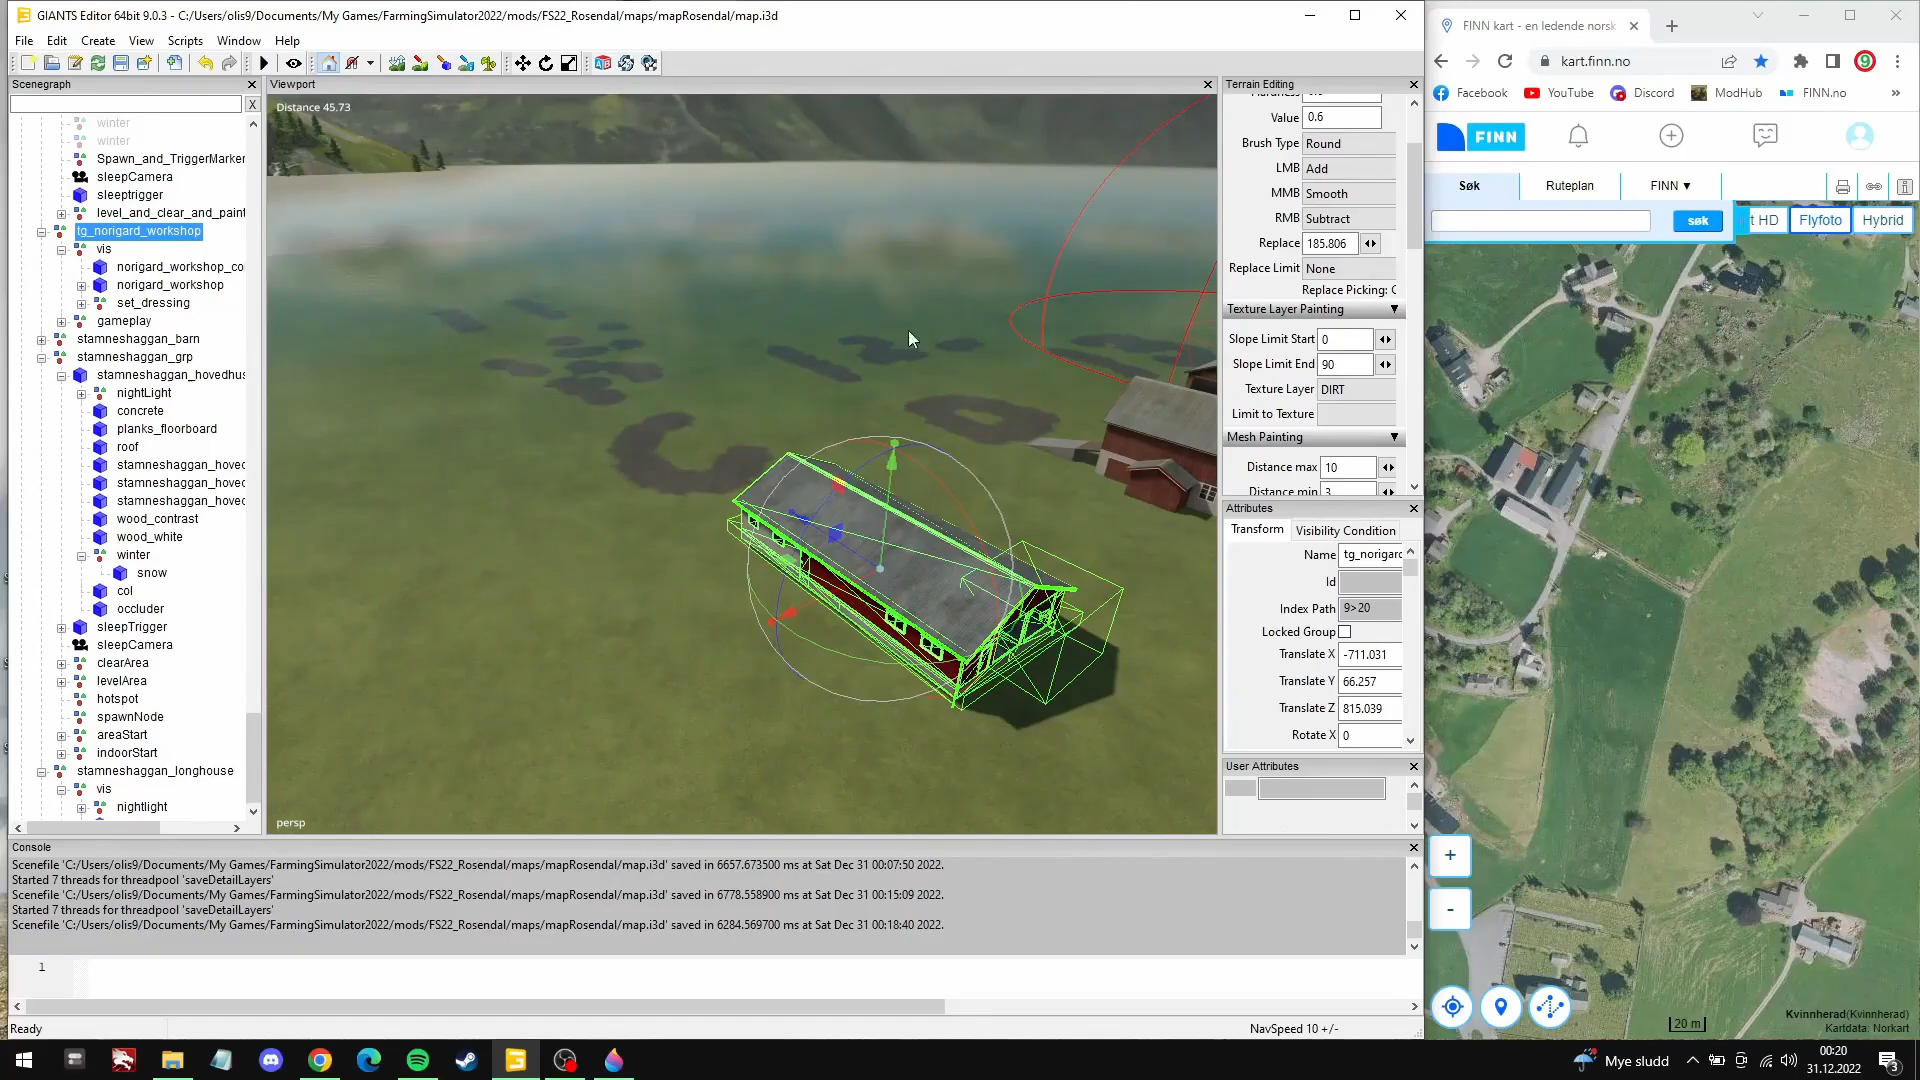 GIANTS Editor 64bit 9.0.3 - C:/Users/olis9/Documents/My Games/FarmingSimulator2022/mods/FS22_Rosendal/maps/mapRosendal/map.i3d
File Edit Create View Scripts Window Help
Scenegraph
X
winter
winter
Spawn_and_TriggerMarker
sleepCamera
sleeptrigger
level_and_clear_and_paint
tg_norigard_workshop
vis
norigard_workshop_co
norigard_workshop
set_dressing
gameplay
stamneshaggan_barn
stamneshaggan_grp
stamneshaggan_hovedhus
nightLight
concrete
planks_floorboard
roof
stamneshaggan_hoved
stamneshaggan_hoved
stamneshaggan_hoved
wood_contrast
wood_white
winter
snow
col
occluder
sleepTrigger
sleepCamera
clearArea
levelArea
hotspot
spawnNode
areaStart
indoorStart
stamneshaggan_longhouse
vis
nightlight
Viewport
Distance 45.73
persp
Terrain Editing
Value 0.6
Brush Type Round
LMB Add
MMB Smooth
RMB Subtract
Replace 185.806
Replace Limit None
Replace Picking: C
Texture Layer Painting
Slope Limit Start 0
Slope Limit End 90
Texture Layer DIRT
Limit to Texture
Mesh Painting
Distance max 10
Distance min 3
Attributes
Transform Visibility Condition
Name tg_norigard
Id
Index Path 9>20
Locked Group
Translate X -711.031
Translate Y 66.257
Translate Z 815.039
Rotate X 0
User Attributes
Console
Scenefile 'C:/Users/olis9/Documents/My Games/FarmingSimulator2022/mods/FS22_Rosendal/maps/mapRosendal/map.i3d' saved in 6657.673500 ms at Sat Dec 31 00:07:50 2022.
Started 7 threads for threadpool 'saveDetailLayers'
Scenefile 'C:/Users/olis9/Documents/My Games/FarmingSimulator2022/mods/FS22_Rosendal/maps/mapRosendal/map.i3d' saved in 6778.558900 ms at Sat Dec 31 00:15:09 2022.
Started 7 threads for threadpool 'saveDetailLayers'
Scenefile 'C:/Users/olis9/Documents/My Games/FarmingSimulator2022/mods/FS22_Rosendal/maps/mapRosendal/map.i3d' saved in 6284.569700 ms at Sat Dec 31 00:18:40 2022.
1
Ready
NavSpeed 10 +/-
FINN kart - en ledende norsk
kart.finn.no
9
Facebook YouTube Discord ModHub FINN.no »
FINN
Søk Ruteplan FINN ▼
søk
t HD Flyfoto Hybrid
+
-
20 m
Kvinnherad(Kvinnherad)
Kartdata: Norkart
Mye sludd
00:20
31.12.2022
3